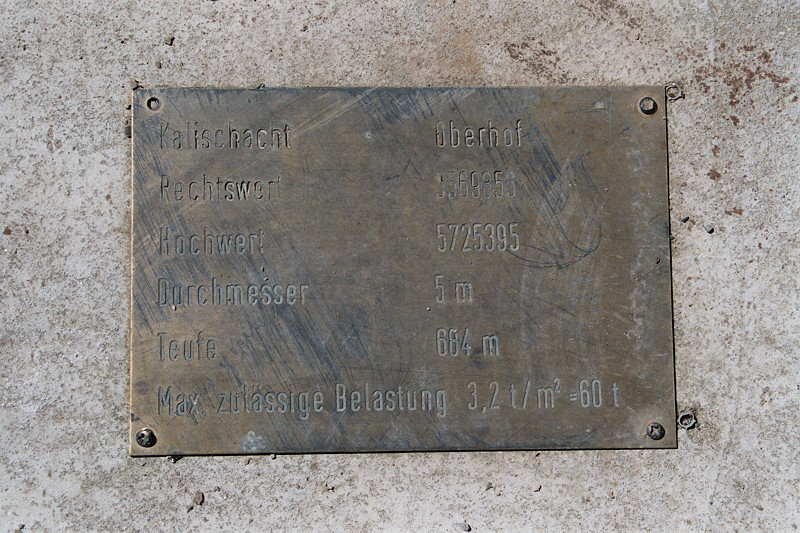 Kalischacht Oberhof
Rechtswert
Hochwert 5725395
Durchmesser 5 m
Teufe 684 m
Max. zulässige Belastung 3,2 t/m² =60 t